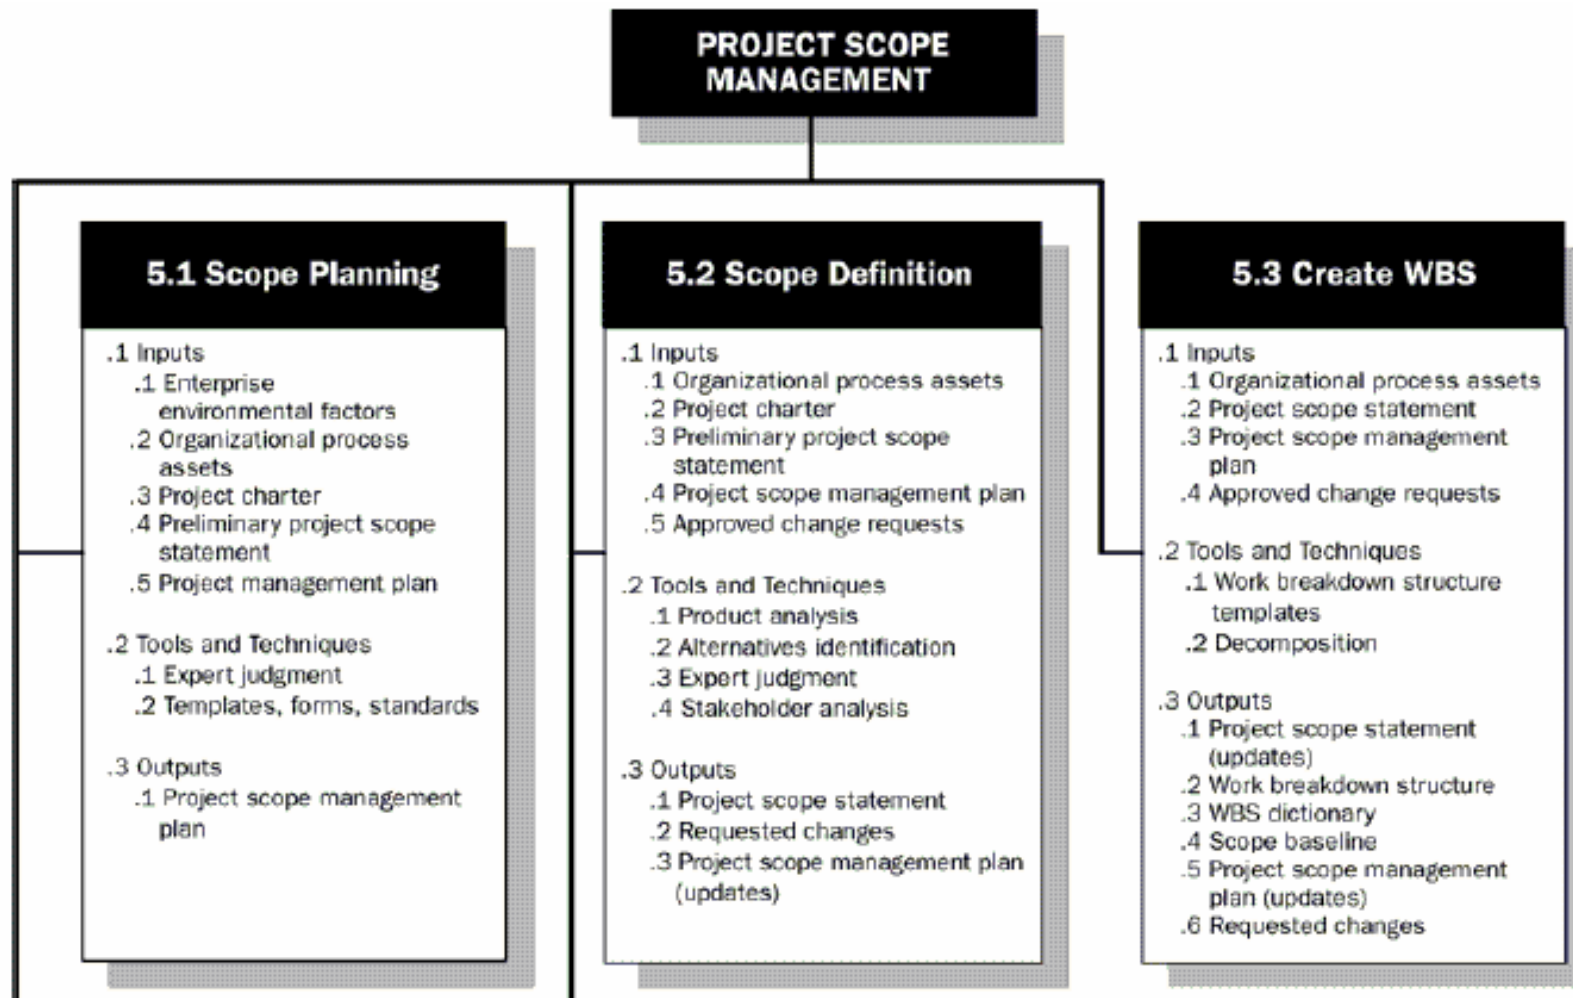 PROJECT SCOPE
MANAGEMENT
5.1 Scope Planning
.1 Inputs
.1 Enterprise
environmental factors
.2 Organizational process
assets
.3 Project charter
.4 Preliminary project scope
statement
.5 Project management plan
.2 Tools and Techniques
.1 Expert judgment
.2 Templates, forms, standards
.3 Outputs
.1 Project scope management
plan
5.2 Scope Definition
.1 Inputs
.1 Organizational process assets
.2 Project charter
.3 Preliminary project scope
statement
.4 Project scope management plan
.5 Approved change requests
.2 Tools and Techniques
.1 Product analysis
.2 Alternatives identification
.3 Expert judgment
.4 Stakeholder analysis
.3 Outputs
.1 Project scope statement
.2 Requested changes
.3 Project scope management plan
(updates)
5.3 Create WBS
.1 Inputs
.1 Organizational process assets
.2 Project scope statement
.3 Project scope management
plan
.4 Approved change requests
.2 Tools and Techniques
.1 Work breakdown structure
templates
.2 Decomposition
.3 Outputs
.1 Project scope statement
(updates)
.2 Work breakdown structure
.3 WBS dictionary
.4 Scope baseline
.5 Project scope management
plan (updates)
.6 Requested changes